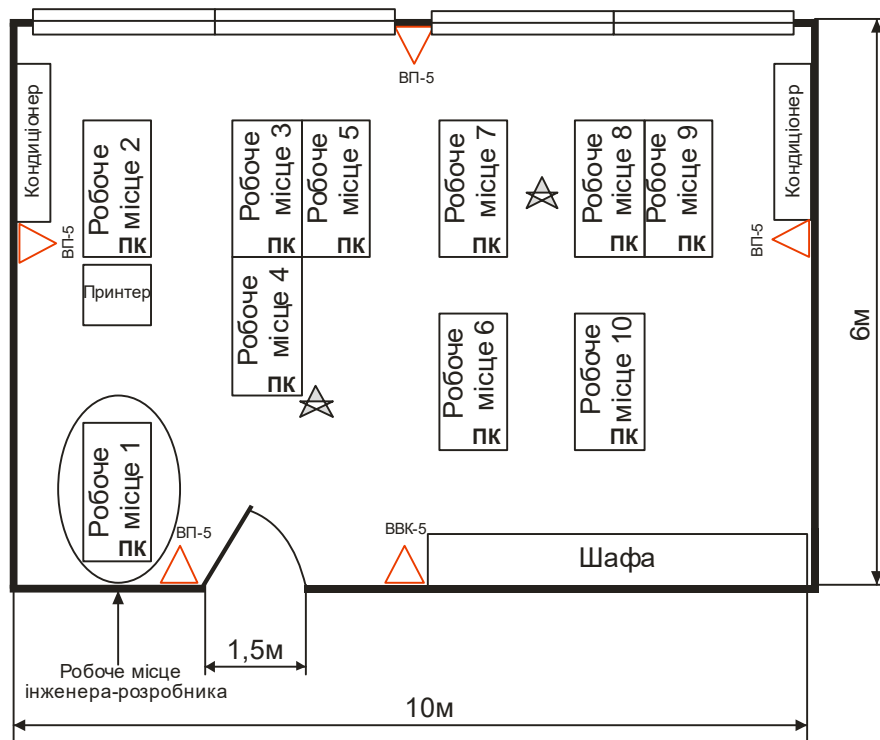 ВП-5
Кондиціонер
Робоче
місце 2
ПК
Робоче
місце 3
ПК
Робоче
місце 5
ПК
Робоче
місце 7
ПК
Робоче
місце 8
ПК
Робоче
місце 9
ПК
Кондиціонер
ВП-5
ВП-5
Принтер
Робоче
місце 4
ПК
Робоче
місце 6
ПК
Робоче
місце 10
ПК
6м
Робоче
місце 1
ПК
ВП-5
ВВК-5
Шафа
1,5м
Робоче місце
інженера-розробника
10м